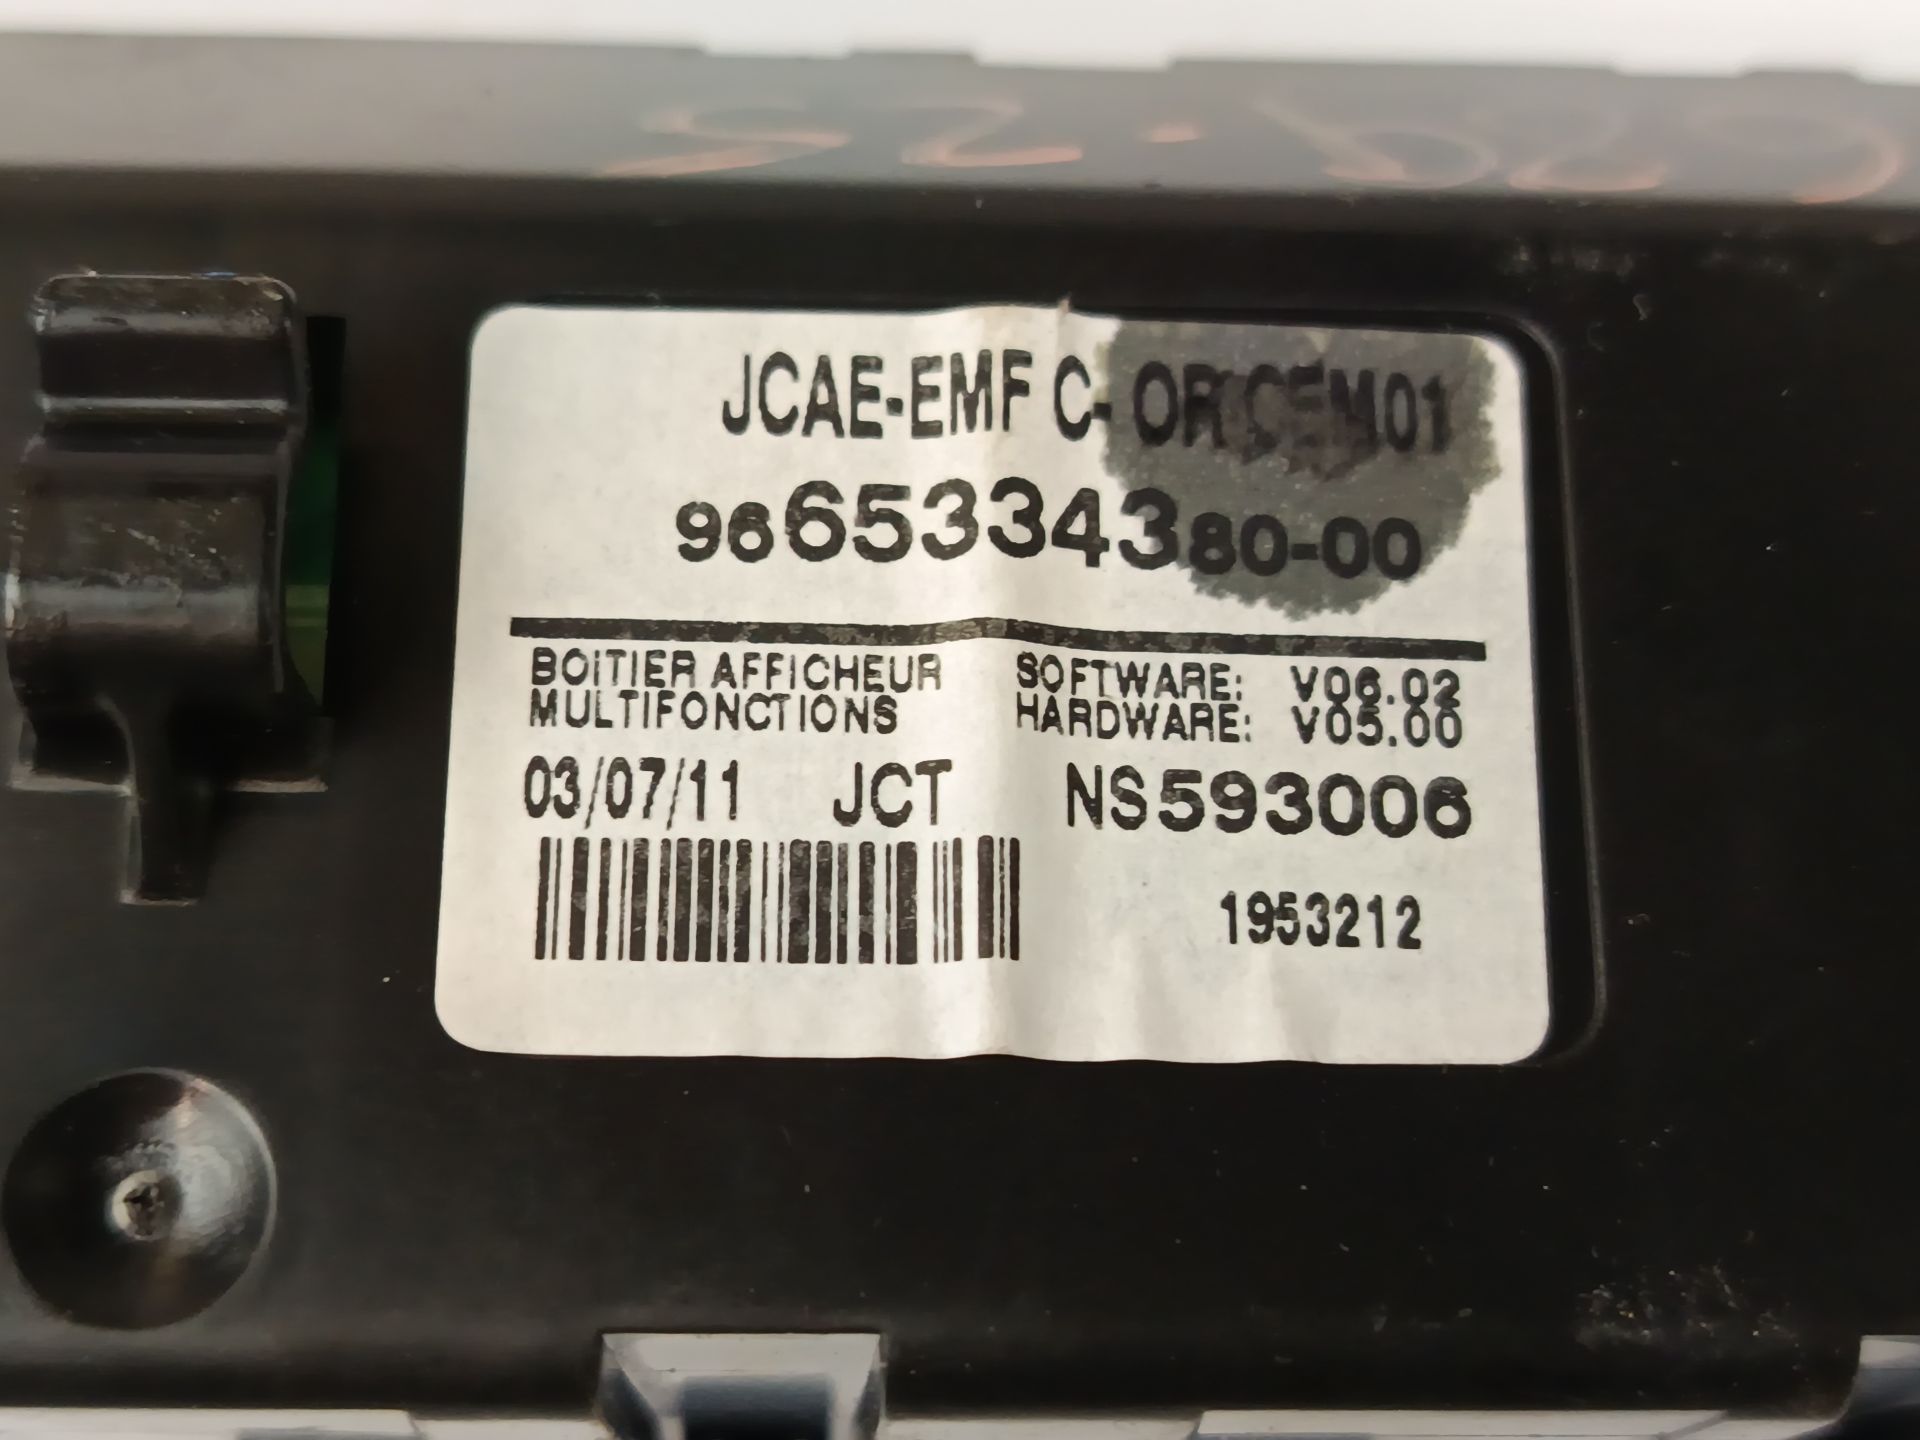 JCAE-EMF C- OR CEM01
9665334380-00
BOITIER AFFICHEUR
MULTIFONCTIONS
SOFTWARE: V06.02
HARDWARE: V05.00
03/07/11 JCT NS593006
1953212